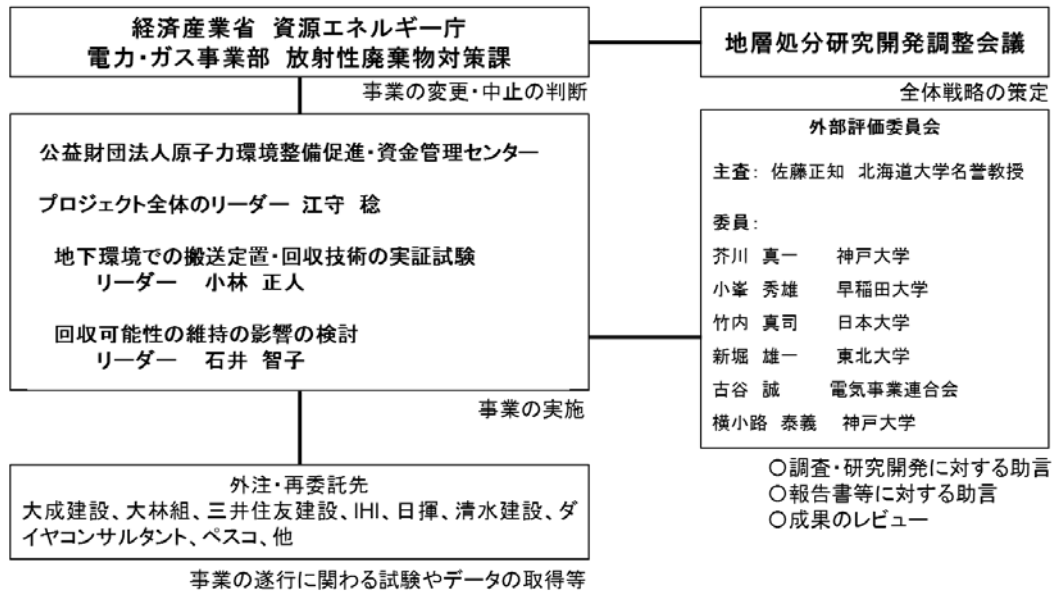 経済産業省 資源エネルギー庁
電力・ガス事業部 放射性廃棄物対策課
地層処分研究開発調整会議
事業の変更・中止の判断
全体戦略の策定
公益財団法人原子力環境整備促進・資金管理センター
プロジェクト全体のリーダー 江守 稔
地下環境での搬送定置・回収技術の実証試験
リーダー 小林 正人
回収可能性の維持の影響の検討
リーダー 石井 智子
事業の実施
外部評価委員会
主査： 佐藤正知 北海道大学名誉教授
委員：
芥川 真一 神戸大学
小峯 秀雄 早稲田大学
竹内 真司 日本大学
新堀 雄一 東北大学
古谷 誠 電気事業連合会
横小路 泰義 神戸大学
○調査・研究開発に対する助言
○報告書等に対する助言
○成果のレビュー
外注・再委託先
大成建設、大林組、三井住友建設、IHI、日揮、清水建設、ダ
イヤコンサルタント、ペスコ、他
事業の遂行に関わる試験やデータの取得等